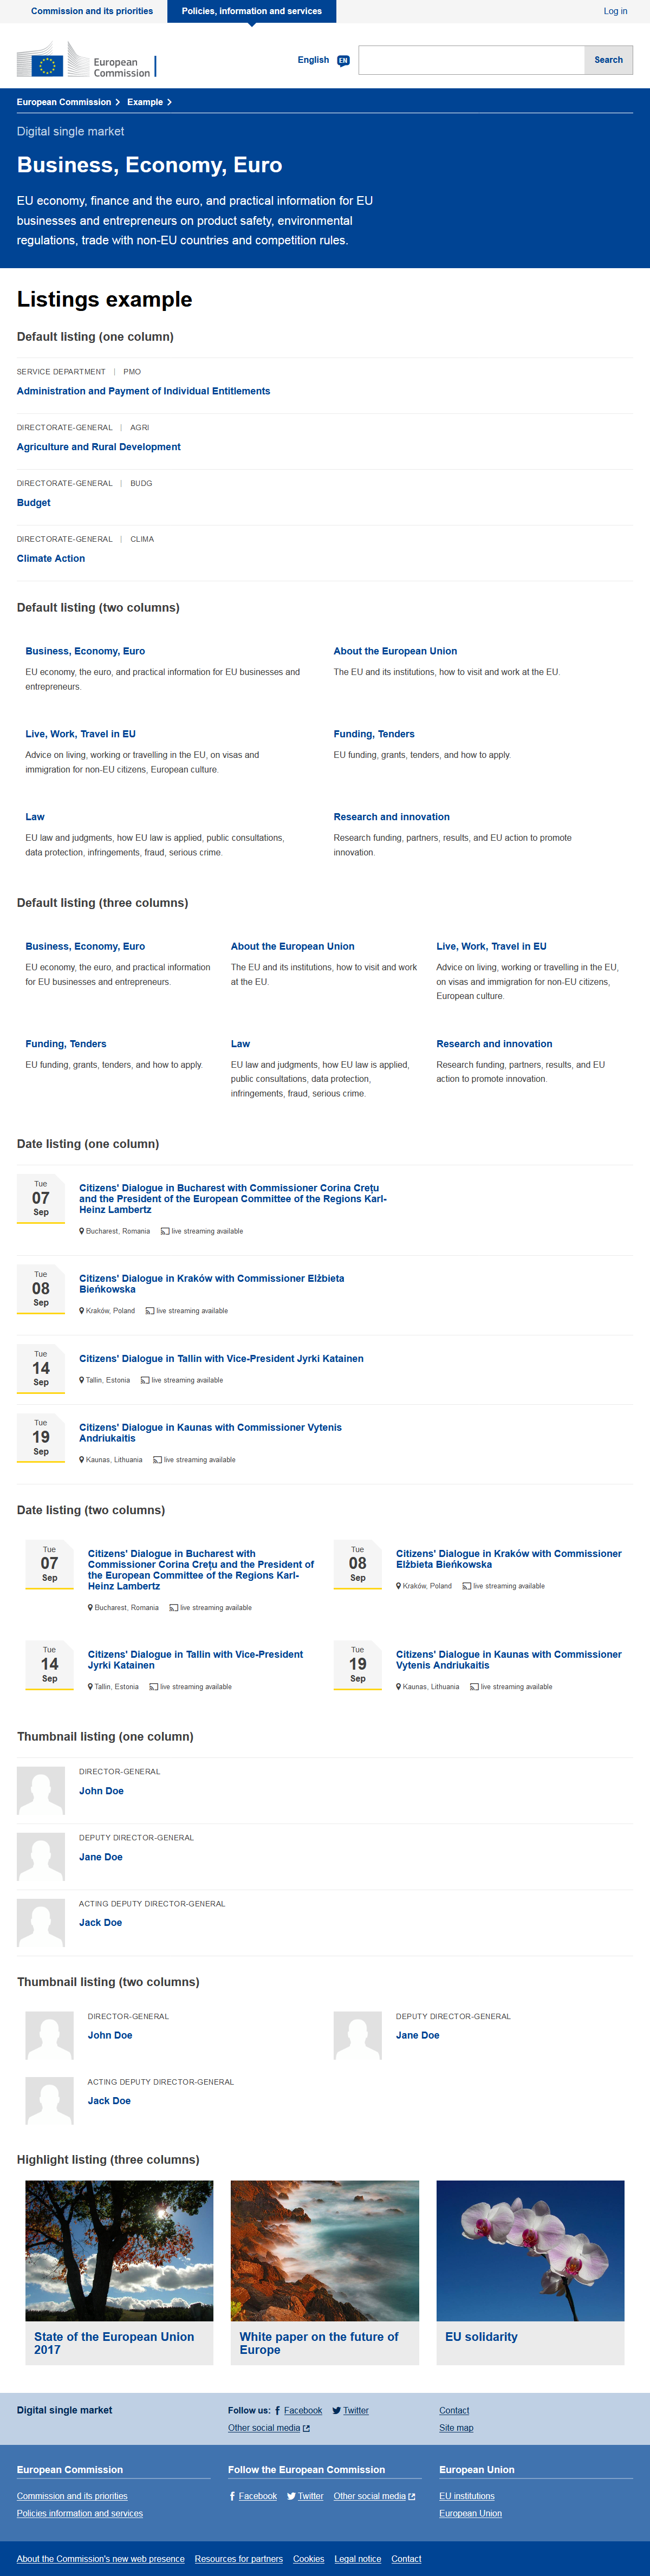 Commission and its priorities
Policies, information and services
Log in
European
Commission
English
EN
Search
European Commission
Example
Digital single market
Business, Economy, Euro
EU economy, finance and the euro, and practical information for EU
businesses and entrepreneurs on product safety, environmental
regulations, trade with non-EU countries and competition rules.
Listings example
Default listing (one column)
SERVICE DEPARTMENT | PMO
Administration and Payment of Individual Entitlements
DIRECTORATE-GENERAL | AGRI
Agriculture and Rural Development
DIRECTORATE-GENERAL | BUDG
Budget
DIRECTORATE-GENERAL | CLIMA
Climate Action
Default listing (two columns)
Business, Economy, Euro
EU economy, the euro, and practical information for EU businesses and
entrepreneurs.
About the European Union
The EU and its institutions, how to visit and work at the EU.
Live, Work, Travel in EU
Advice on living, working or travelling in the EU, on visas and
immigration for non-EU citizens, European culture.
Funding, Tenders
EU funding, grants, tenders, and how to apply.
Law
EU law and judgments, how EU law is applied, public consultations,
data protection, infringements, fraud, serious crime.
Research and innovation
Research funding, partners, results, and EU action to promote
innovation.
Default listing (three columns)
Business, Economy, Euro
EU economy, the euro, and practical information
for EU businesses and entrepreneurs.
About the European Union
The EU and its institutions, how to visit and work
at the EU.
Live, Work, Travel in EU
Advice on living, working or travelling in the EU,
on visas and immigration for non-EU citizens,
European culture.
Funding, Tenders
EU funding, grants, tenders, and how to apply.
Law
EU law and judgments, how EU law is applied,
public consultations, data protection,
infringements, fraud, serious crime.
Research and innovation
Research funding, partners, results, and EU
action to promote innovation.
Date listing (one column)
Tue
07
Sep
Citizens' Dialogue in Bucharest with Commissioner Corina Crețu
and the President of the European Committee of the Regions Karl-
Heinz Lambertz
Bucharest, Romania
live streaming available
Tue
08
Sep
Citizens' Dialogue in Kraków with Commissioner Elżbieta
Bieńkowska
Kraków, Poland
live streaming available
Tue
14
Sep
Citizens' Dialogue in Tallin with Vice-President Jyrki Katainen
Tallin, Estonia
live streaming available
Tue
19
Sep
Citizens' Dialogue in Kaunas with Commissioner Vytenis
Andriukaitis
Kaunas, Lithuania
live streaming available
Date listing (two columns)
Tue
07
Sep
Citizens' Dialogue in Bucharest with
Commissioner Corina Crețu and the President of
the European Committee of the Regions Karl-
Heinz Lambertz
Bucharest, Romania
live streaming available
Tue
08
Sep
Citizens' Dialogue in Kraków with Commissioner
Elżbieta Bieńkowska
Kraków, Poland
live streaming available
Tue
14
Sep
Citizens' Dialogue in Tallin with Vice-President
Jyrki Katainen
Tallin, Estonia
live streaming available
Tue
19
Sep
Citizens' Dialogue in Kaunas with Commissioner
Vytenis Andriukaitis
Kaunas, Lithuania
live streaming available
Thumbnail listing (one column)
DIRECTOR-GENERAL
John Doe
DEPUTY DIRECTOR-GENERAL
Jane Doe
ACTING DEPUTY DIRECTOR-GENERAL
Jack Doe
Thumbnail listing (two columns)
DIRECTOR-GENERAL
John Doe
DEPUTY DIRECTOR-GENERAL
Jane Doe
ACTING DEPUTY DIRECTOR-GENERAL
Jack Doe
Highlight listing (three columns)
State of the European Union
2017
White paper on the future of
Europe
EU solidarity
Digital single market
Follow us: Facebook Twitter
Other social media
Contact
Site map
European Commission
Commission and its priorities
Policies information and services
Follow the European Commission
Facebook Twitter Other social media
European Union
EU institutions
European Union
About the Commission's new web presence Resources for partners Cookies Legal notice Contact